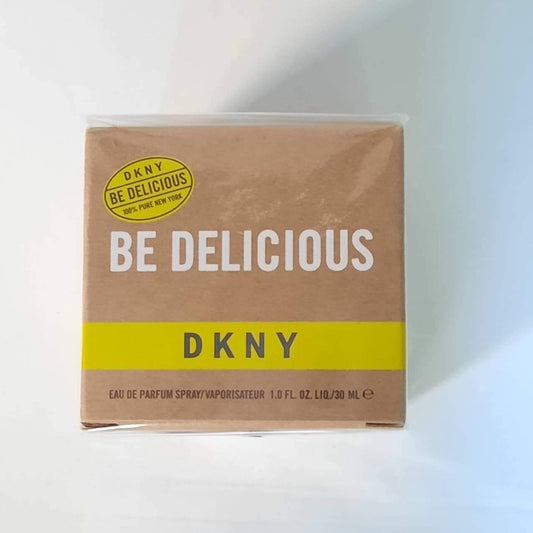 DKNY
BE DELICIOUS
100% PURE NEW YORK
BE DELICIOUS
DKNY
EAU DE PARFUM SPRAY/VAPORISATEUR 1.0 FL. OZ. LIQ./30 ML ℮